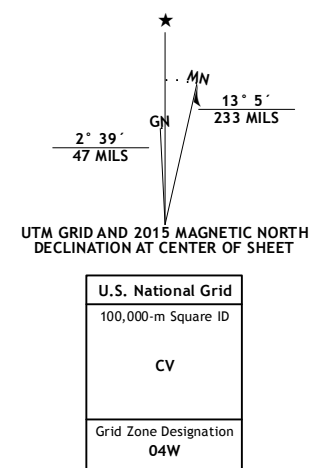 ★
MN
GN
13° 5´
233 MILS
2° 39´
47 MILS
UTM GRID AND 2015 MAGNETIC NORTH
DECLINATION AT CENTER OF SHEET
U.S. National Grid
100,000-m Square ID
CV
Grid Zone Designation
04W